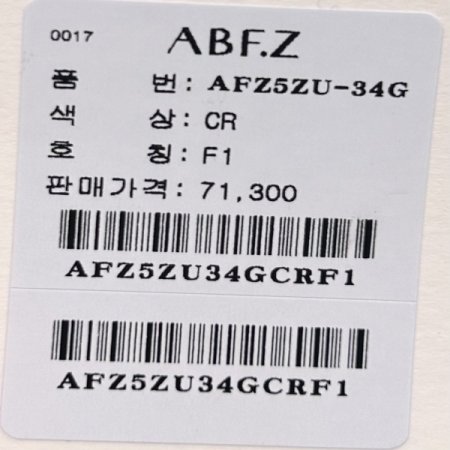 0017 ABF.Z
품 번: AFZ5ZU-34G
색 상: CR
호 칭: F1
판매가격: 71,300
AFZ5ZU34GCRF1
AFZ5ZU34GCRF1